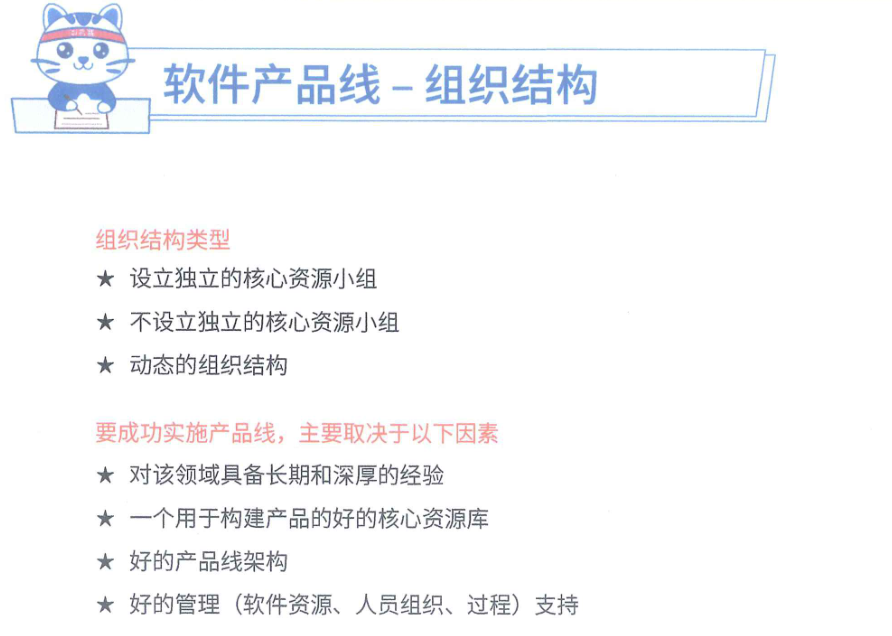 软件产品线 – 组织结构
组织结构类型
★ 设立独立的核心资源小组
★ 不设立独立的核心资源小组
★ 动态的组织结构
要成功实施产品线，主要取决于以下因素
★ 对该领域具备长期和深厚的经验
★ 一个用于构建产品的好的核心资源库
★ 好的产品线架构
★ 好的管理（软件资源、人员组织、过程）支持